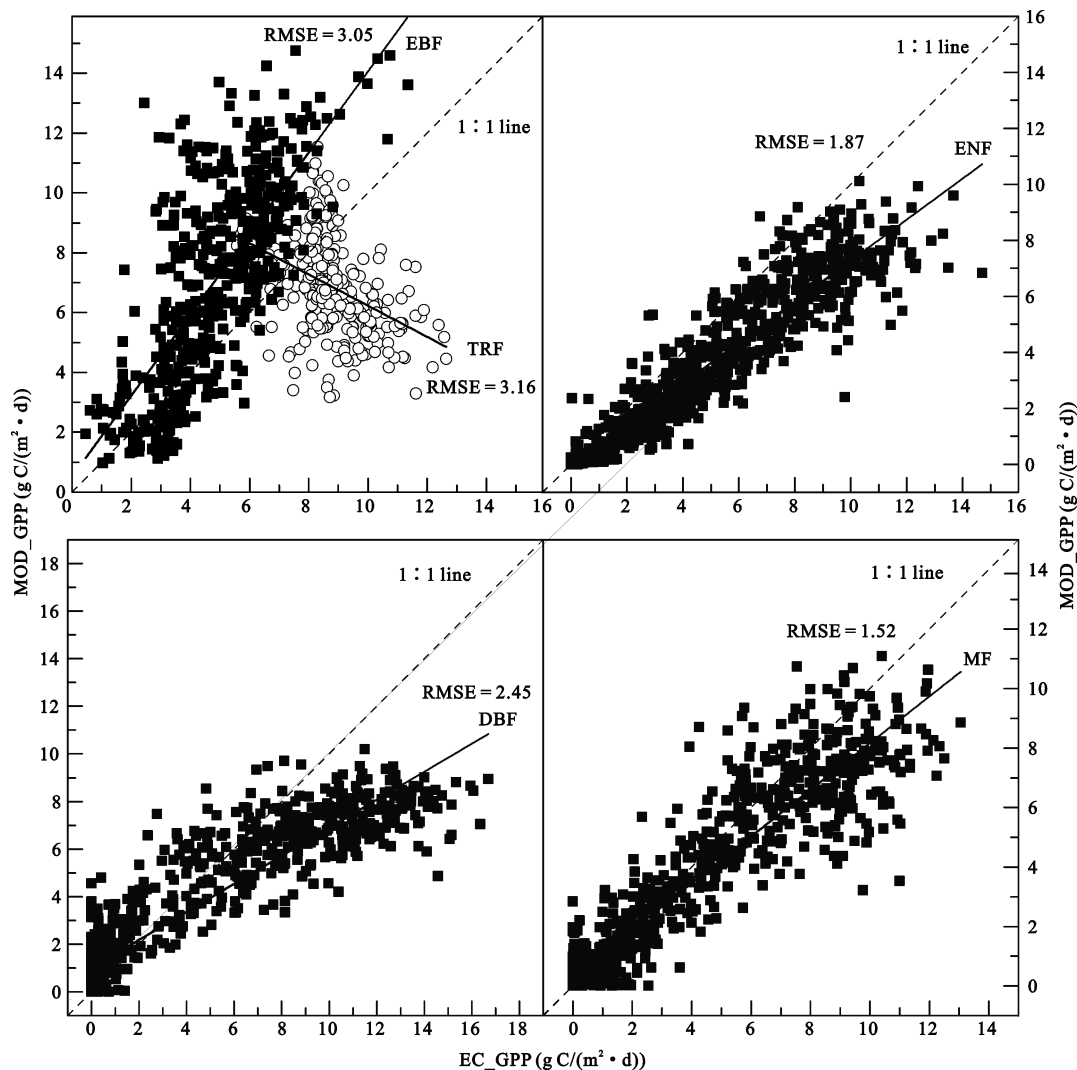 RMSE = 3.05
EBF
1∶1 line
TRF
RMSE = 3.16
14
12
10
8
6
4
2
0
0 2 4 6 8 10 12 14 16
1∶1 line
RMSE = 1.87
ENF
16
14
12
10
8
6
4
2
0
0 2 4 6 8 10 12 14 16
MOD_GPP (g C/(m² • d))
MOD_GPP (g C/(m² • d))
1∶1 line
RMSE = 2.45
DBF
18
16
14
12
10
8
6
4
2
0
0 2 4 6 8 10 12 14 16 18
1∶1 line
RMSE = 1.52
MF
14
12
10
8
6
4
2
0
0 2 4 6 8 10 12 14
EC_GPP (g C/(m² • d))